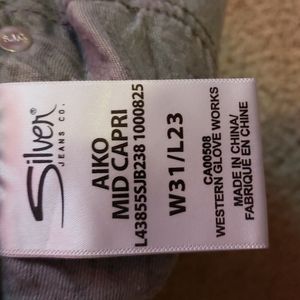 Silver®
JEANS CO.
AIKO
MID CAPRI
L43855SJB238 1000825
W31/L23
CA00508
WESTERN GLOVE WORKS
MADE IN CHINA/
FABRIQUÉ EN CHINE